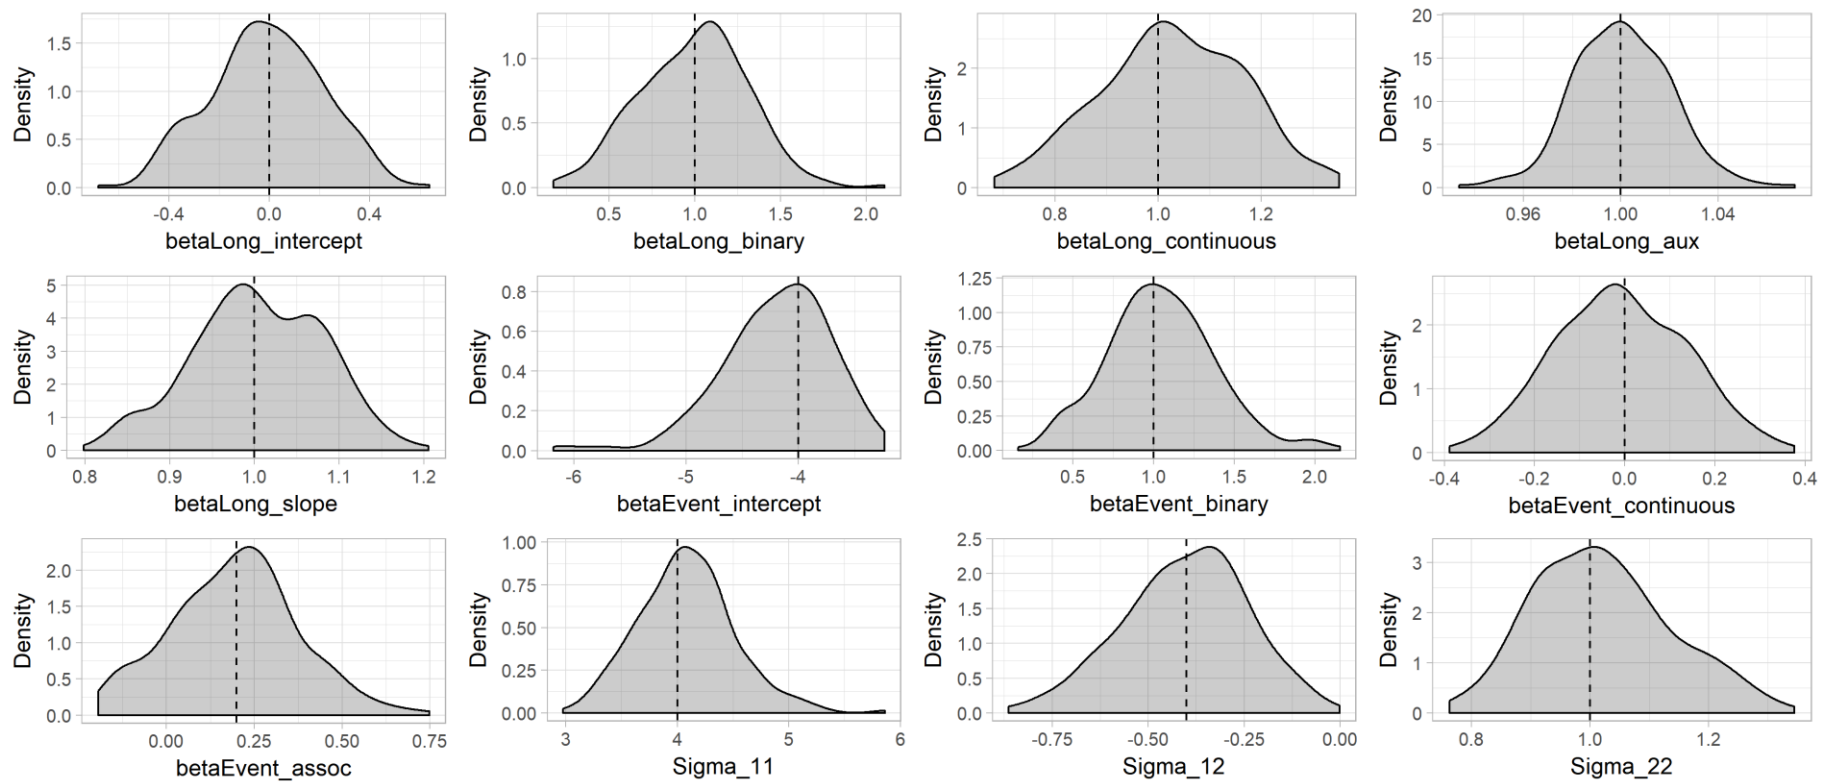 Density
1.5
1.0
0.5
0.0
-0.4 0.0 0.4
betaLong_intercept
Density
1.0
0.5
0.0
0.5 1.0 1.5 2.0
betaLong_binary
Density
2
1
0
0.8 1.0 1.2
betaLong_continuous
Density
20
15
10
5
0
0.96 1.00 1.04
betaLong_aux
Density
5
4
3
2
1
0
0.8 0.9 1.0 1.1 1.2
betaLong_slope
Density
0.8
0.6
0.4
0.2
0.0
-6 -5 -4
betaEvent_intercept
Density
1.25
1.00
0.75
0.50
0.25
0.00
0.5 1.0 1.5 2.0
betaEvent_binary
Density
2
1
0
-0.4 -0.2 0.0 0.2 0.4
betaEvent_continuous
Density
2.0
1.5
1.0
0.5
0.0
0.00 0.25 0.50 0.75
betaEvent_assoc
Density
1.00
0.75
0.50
0.25
0.00
3 4 5 6
Sigma_11
Density
2.5
2.0
1.5
1.0
0.5
0.0
-0.75 -0.50 -0.25 0.00
Sigma_12
Density
3
2
1
0
0.8 1.0 1.2
Sigma_22